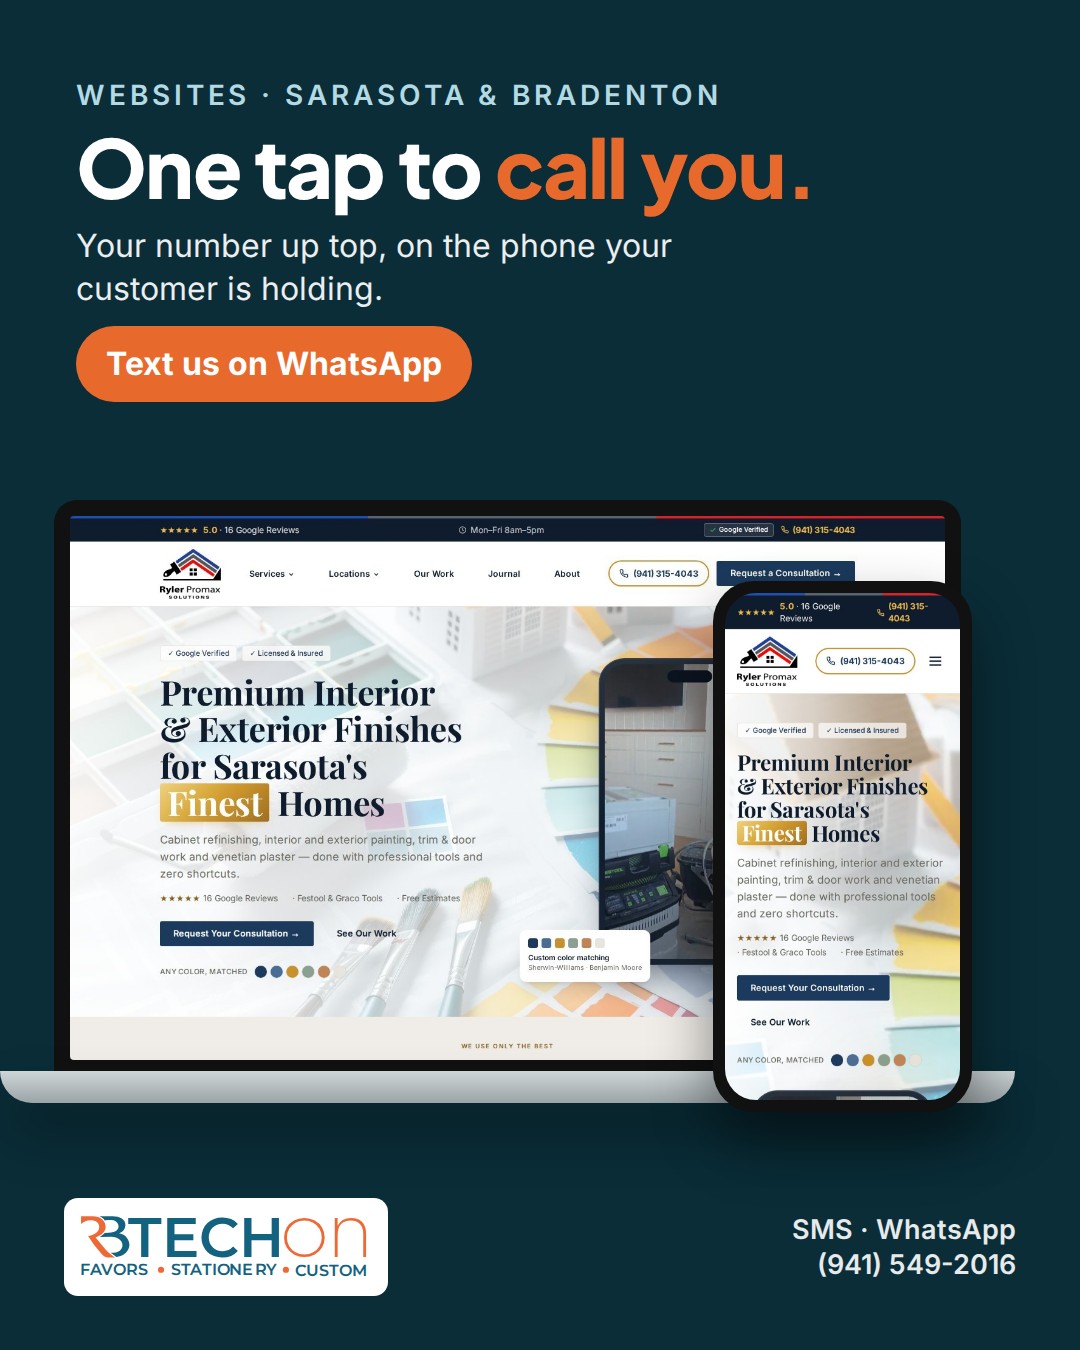 WEBSITES · SARASOTA & BRADENTON
One tap to call you.
Your number up top, on the phone your
customer is holding.
Text us on WhatsApp
★★★★★ 5.0 · 16 Google Reviews
Mon–Fri 8am–5pm
✓ Google Verified
(941) 315-4043
Ryler Promax
SOLUTIONS
Services
Locations
Our Work
Journal
About
(941) 315-4043
Request a Consultation →
✓ Google Verified
✓ Licensed & Insured
Premium Interior
& Exterior Finishes
for Sarasota's
Finest Homes
Cabinet refinishing, interior and exterior painting, trim & door
work and venetian plaster — done with professional tools and
zero shortcuts.
★★★★★ 16 Google Reviews · Festool & Graco Tools · Free Estimates
Request Your Consultation →
See Our Work
ANY COLOR, MATCHED
Custom color matching
Sherwin-Williams · Benjamin Moore
WE USE ONLY THE BEST
★★★★★ 5.0 · 16 Google
Reviews
(941) 315-
4043
Ryler Promax
SOLUTIONS
(941) 315-4043
✓ Google Verified
✓ Licensed & Insured
Premium Interior
& Exterior Finishes
for Sarasota's
Finest Homes
Cabinet refinishing, interior and exterior
painting, trim & door work and venetian
plaster — done with professional tools
and zero shortcuts.
★★★★★ 16 Google Reviews
· Festool & Graco Tools · Free Estimates
Request Your Consultation →
See Our Work
ANY COLOR, MATCHED
RBTECHon
FAVORS • STATIONERY • CUSTOM
SMS · WhatsApp
(941) 549-2016